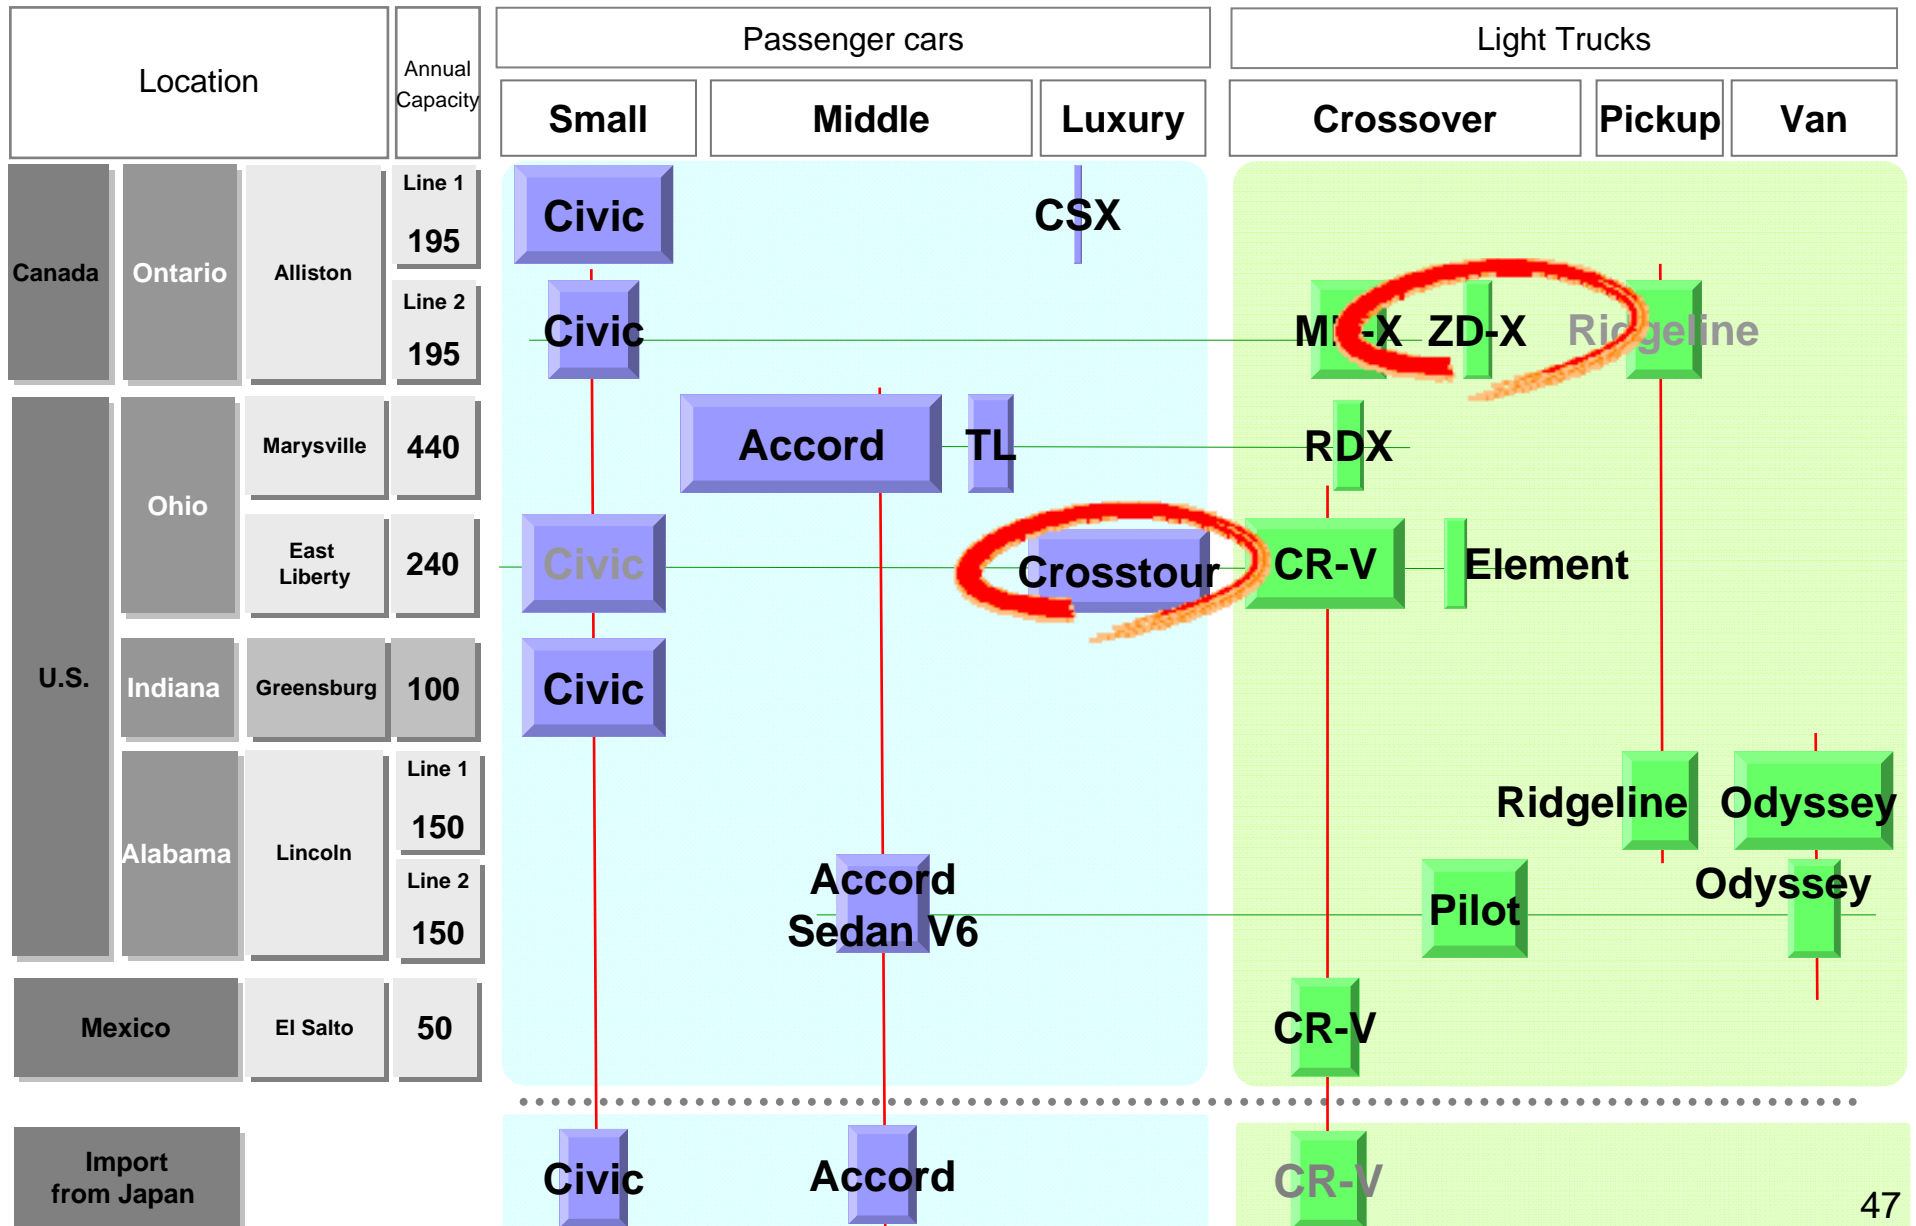 Location
Annual
Capacity
Passenger cars
Light Trucks
Small
Middle
Luxury
Crossover
Pickup
Van
Canada
Ontario
Alliston
Line 1
195
Civic
CSX
Line 2
195
Civic
ZD-X
Ridgeline
U.S.
Ohio
Marysville
440
Accord
TL
RDX
East
Liberty
240
Civic
Crosstour
CR-V
Element
Indiana
Greensburg
100
Civic
Alabama
Lincoln
Line 1
150
Ridgeline
Odyssey
Line 2
150
Accord
Sedan V6
Pilot
Odyssey
Mexico
El Salto
50
CR-V
Import
from Japan
Civic
Accord
CR-V
47